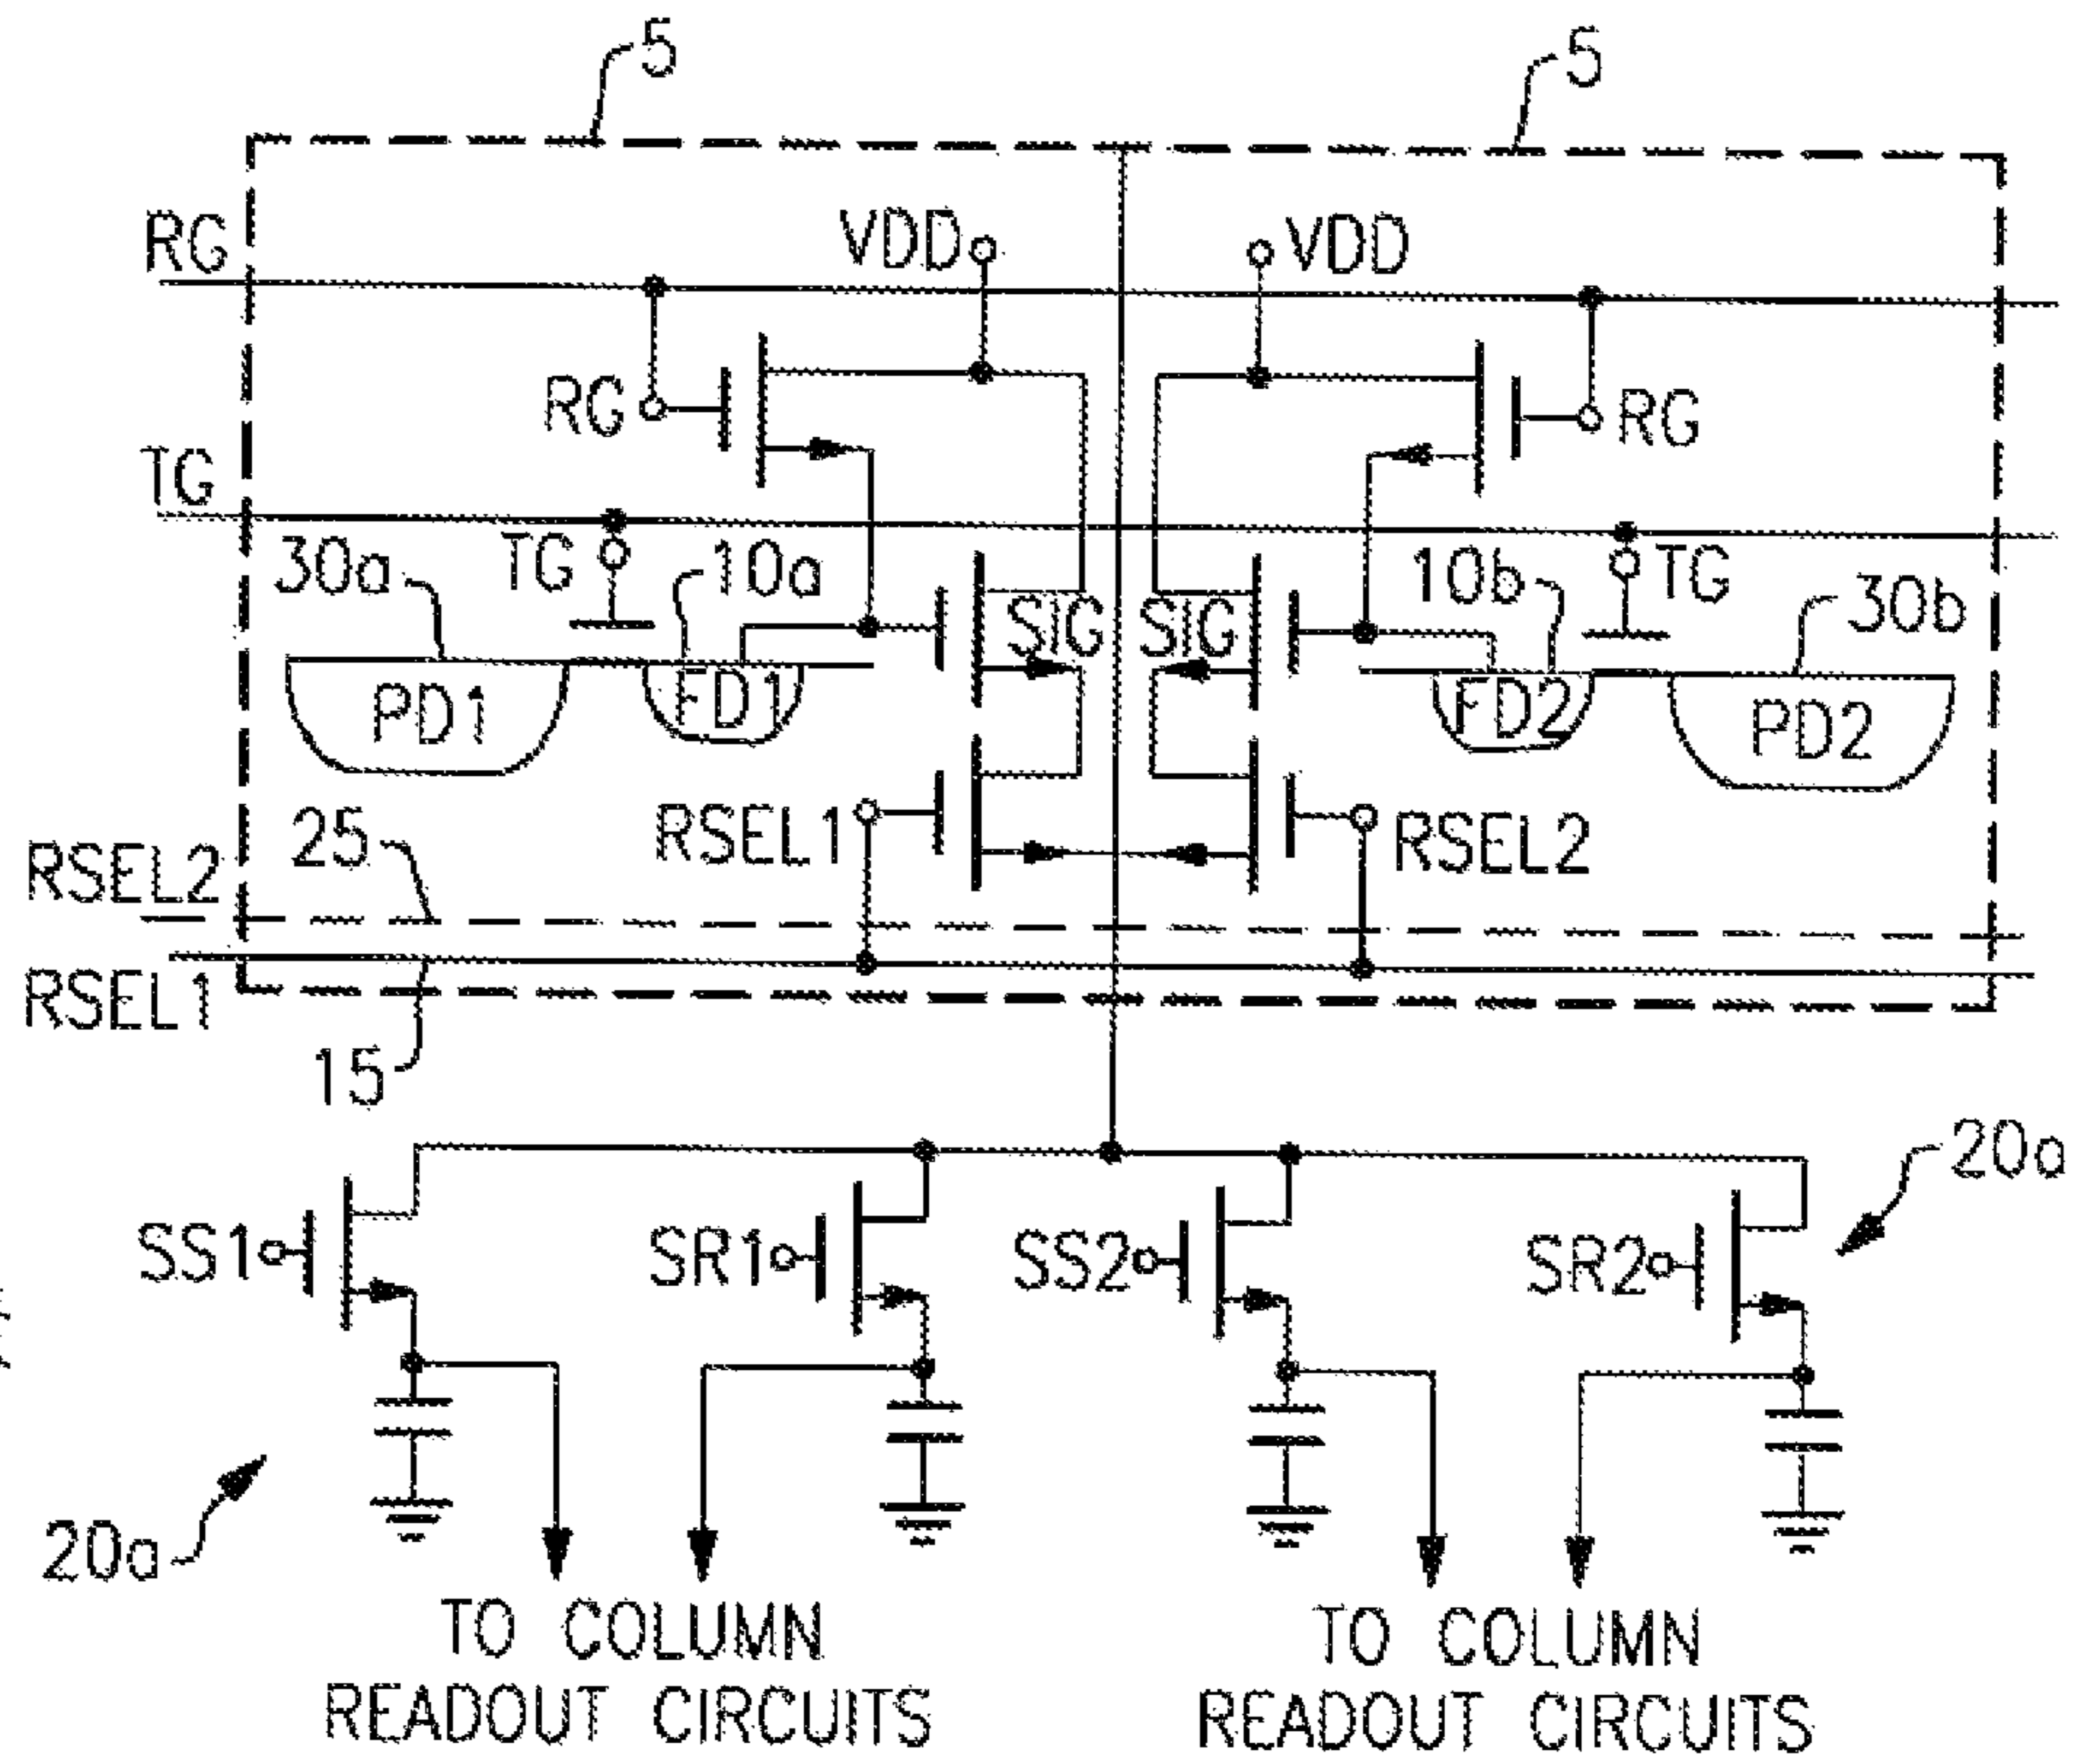 5
5
RG
VDD
VDD
RG
RG
TG
30a
TG
10a
10b
TG
30b
SIG
SIG
PD1
FD1
FD2
PD2
RSEL1
RSEL2
RSEL2
25
RSEL1
15
20a
SS1
SR1
SS2
SR2
20a
TO COLUMN
READOUT CIRCUITS
TO COLUMN
READOUT CIRCUITS